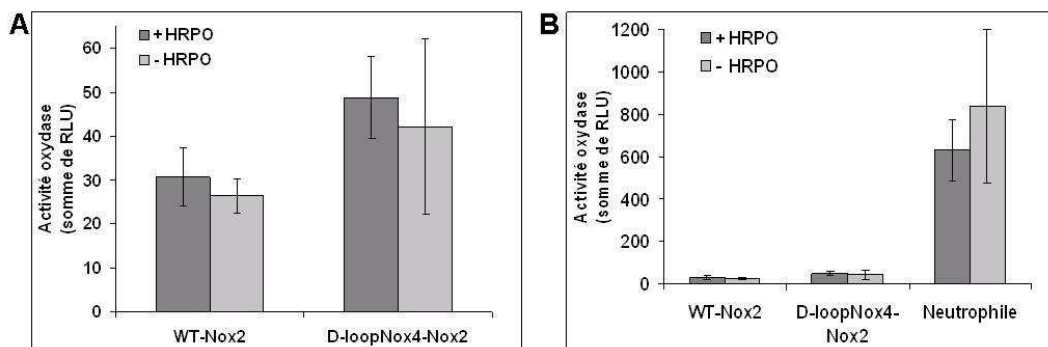 A
Activité oxydase
(somme de RLU)
60
50
40
30
20
10
0
+ HRPO
- HRPO
WT-Nox2
D-loopNox4-Nox2
B
Activité oxydase
(somme de RLU)
1200
1000
800
600
400
200
0
+ HRPO
- HRPO
WT-Nox2
D-loopNox4-
Nox2
Neutrophile